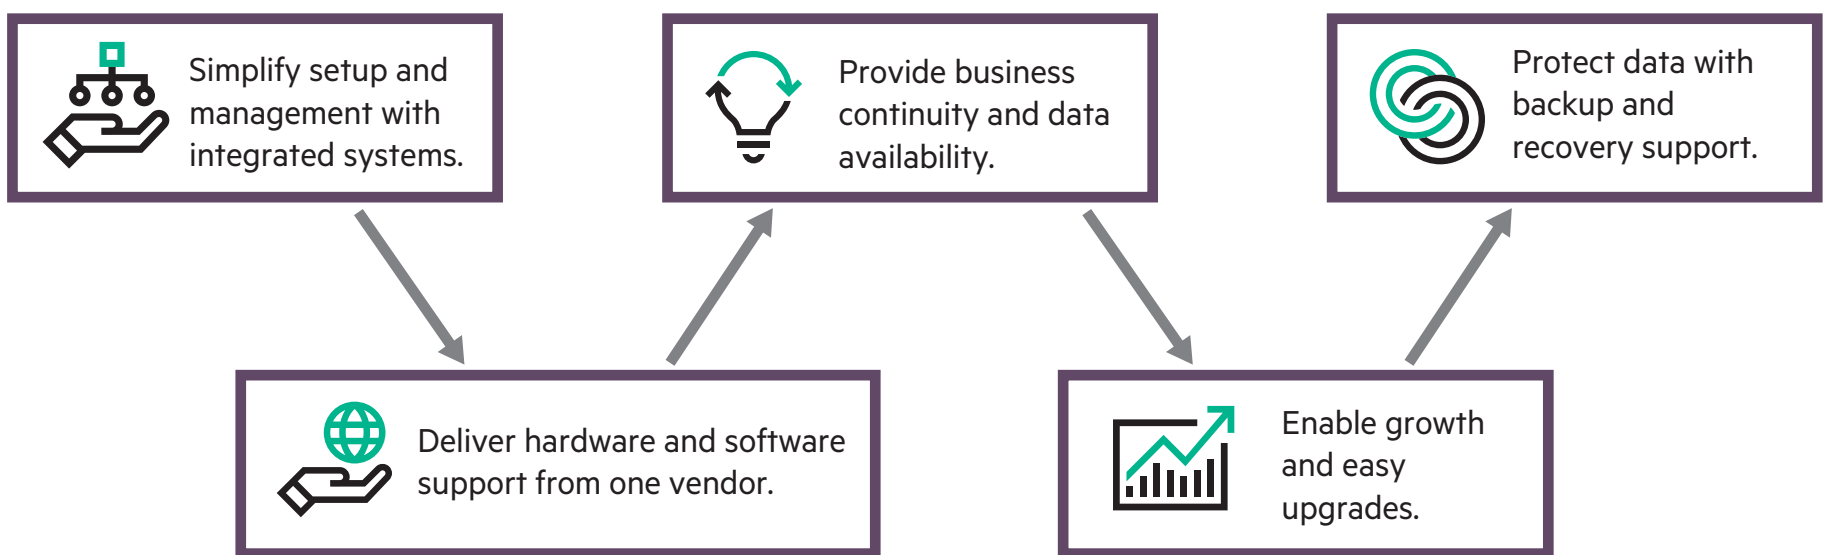 Simplify setup and
management with
integrated systems.
Deliver hardware and software
support from one vendor.
Provide business
continuity and data
availability.
Enable growth
and easy
upgrades.
Protect data with
backup and
recovery support.